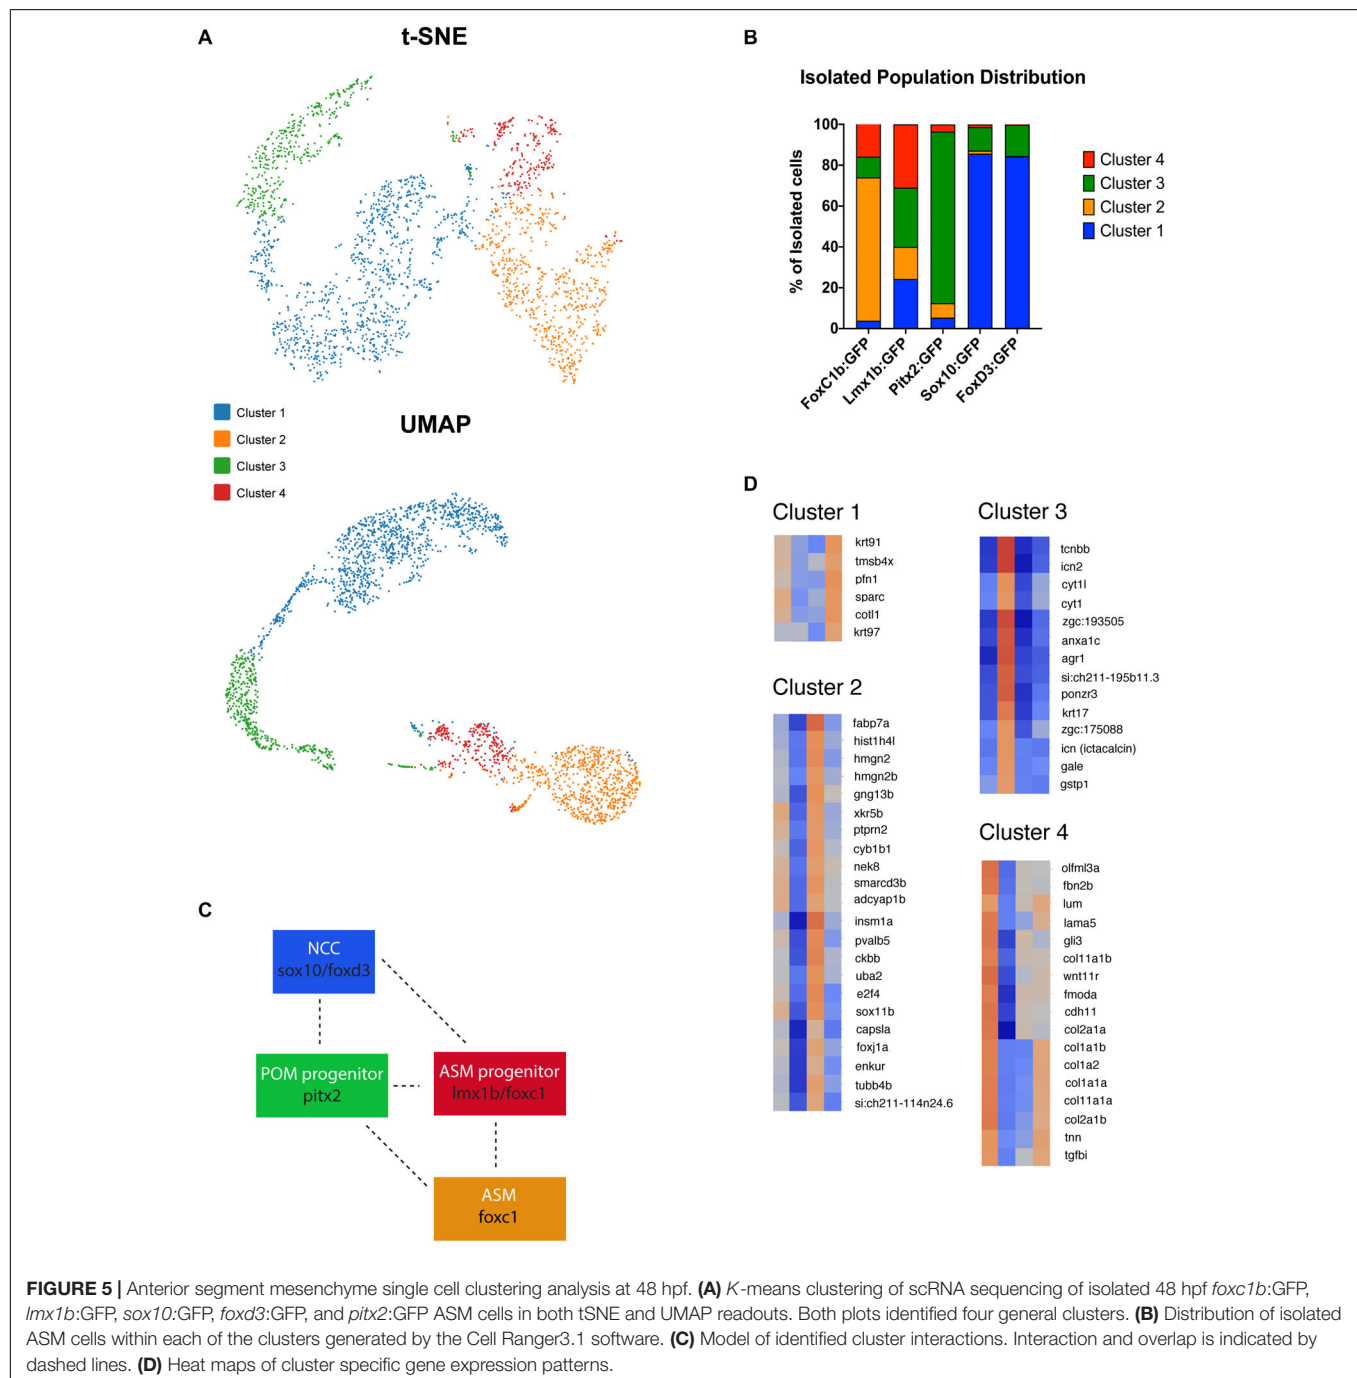 A
t-SNE
Cluster 1
Cluster 2
Cluster 3
Cluster 4
UMAP
B
Isolated Population Distribution
% of Isolated cells
100
80
60
40
20
0
FoxC1b:GFP
Lmx1b:GFP
Pitx2:GFP
Sox10:GFP
FoxD3:GFP
Cluster 4
Cluster 3
Cluster 2
Cluster 1
C
NCC
sox10/foxd3
POM progenitor
pitx2
ASM progenitor
lmx1b/foxc1
ASM
foxc1
D
Cluster 1
krt91
tmsb4x
pfn1
sparc
cotl1
krt97
Cluster 2
fabp7a
hist1h4l
hmgn2
hmgn2b
gng13b
xkr5b
ptprn2
cyb1b1
nek8
smarcd3b
adcyap1b
insm1a
pvalb5
ckbb
uba2
e2f4
sox11b
capsla
foxj1a
enkur
tubb4b
si:ch211-114n24.6
Cluster 3
tcnbb
icn2
cyt1l
cyt1
zgc:193505
anxa1c
agr1
si:ch211-195b11.3
ponzr3
krt17
zgc:175088
icn (ictacalcin)
gale
gstp1
Cluster 4
olfml3a
fbn2b
lum
lama5
gli3
col11a1b
wnt11r
fmoda
cdh11
col2a1a
col1a1b
col1a2
col1a1a
col11a1a
col2a1b
tnn
tgfbi
FIGURE 5 | Anterior segment mesenchyme single cell clustering analysis at 48 hpf. (A) K-means clustering of scRNA sequencing of isolated 48 hpf foxc1b:GFP,
lmx1b:GFP, sox10:GFP, foxd3:GFP, and pitx2:GFP ASM cells in both tSNE and UMAP readouts. Both plots identified four general clusters. (B) Distribution of isolated
ASM cells within each of the clusters generated by the Cell Ranger3.1 software. (C) Model of identified cluster interactions. Interaction and overlap is indicated by
dashed lines. (D) Heat maps of cluster specific gene expression patterns.